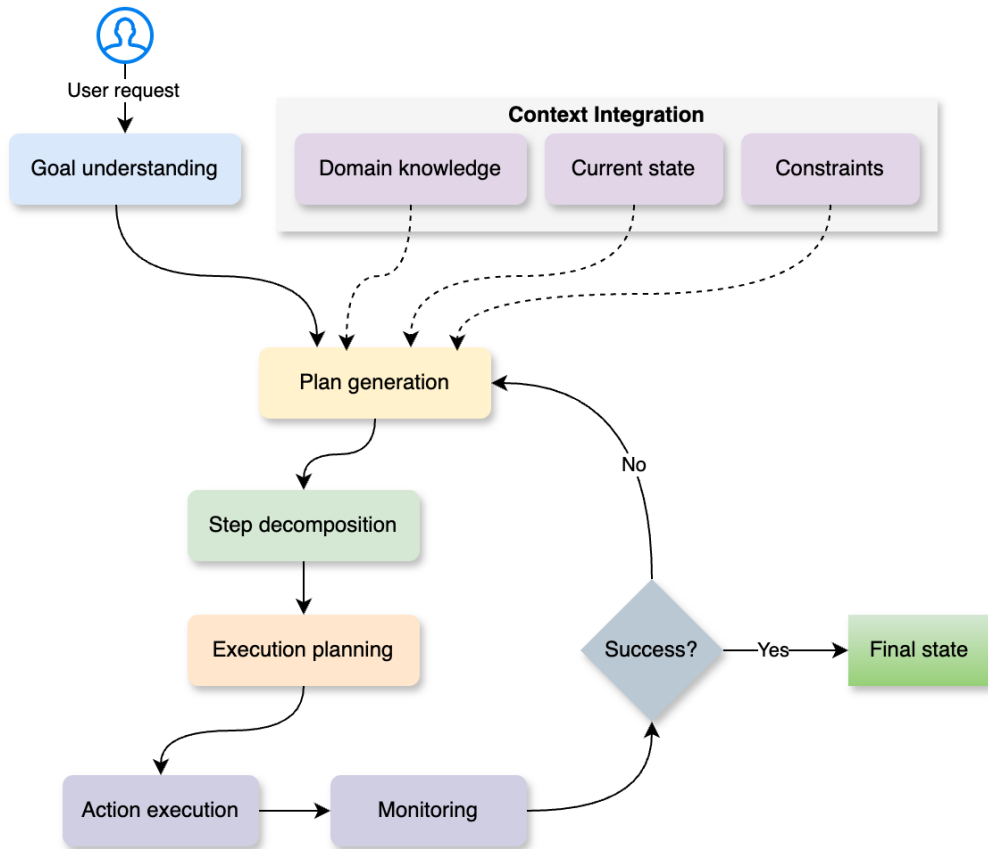 User request
Context Integration
Goal understanding
Domain knowledge
Current state
Constraints
Plan generation
No
Step decomposition
Execution planning
Success?
Yes
Final state
Action execution
Monitoring